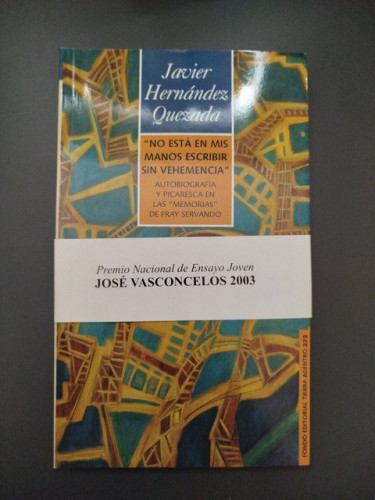 Javier
Hernández
Quezada
"NO ESTÁ EN MIS
MANOS ESCRIBIR
SIN VEHEMENCIA"
AUTOBIOGRAFÍA
Y PICARESCA EN
LAS "MEMORIAS"
DE FRAY SERVANDO
Premio Nacional de Ensayo Joven
JOSÉ VASCONCELOS 2003
FONDO EDITORIAL TIERRA ADENTRO 272